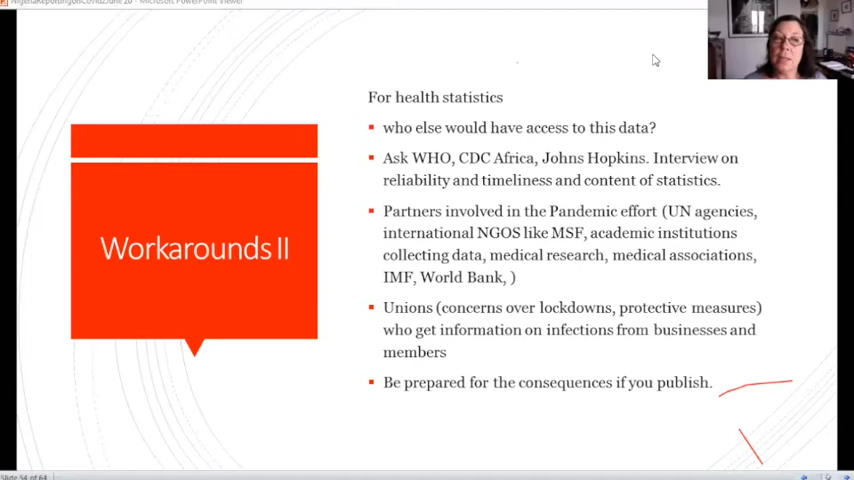 NigeriaReportingonCovid2June 20 - Microsoft PowerPoint Viewer
For health statistics
who else would have access to this data?
Ask WHO, CDC Africa, Johns Hopkins. Interview on
reliability and timeliness and content of statistics.
Workarounds II
Partners involved in the Pandemic effort (UN agencies,
international NGOS like MSF, academic institutions
collecting data, medical research, medical associations,
IMF, World Bank, )
Unions (concerns over lockdowns, protective measures)
who get information on infections from businesses and
members
Be prepared for the consequences if you publish.
Slide 54 of 64